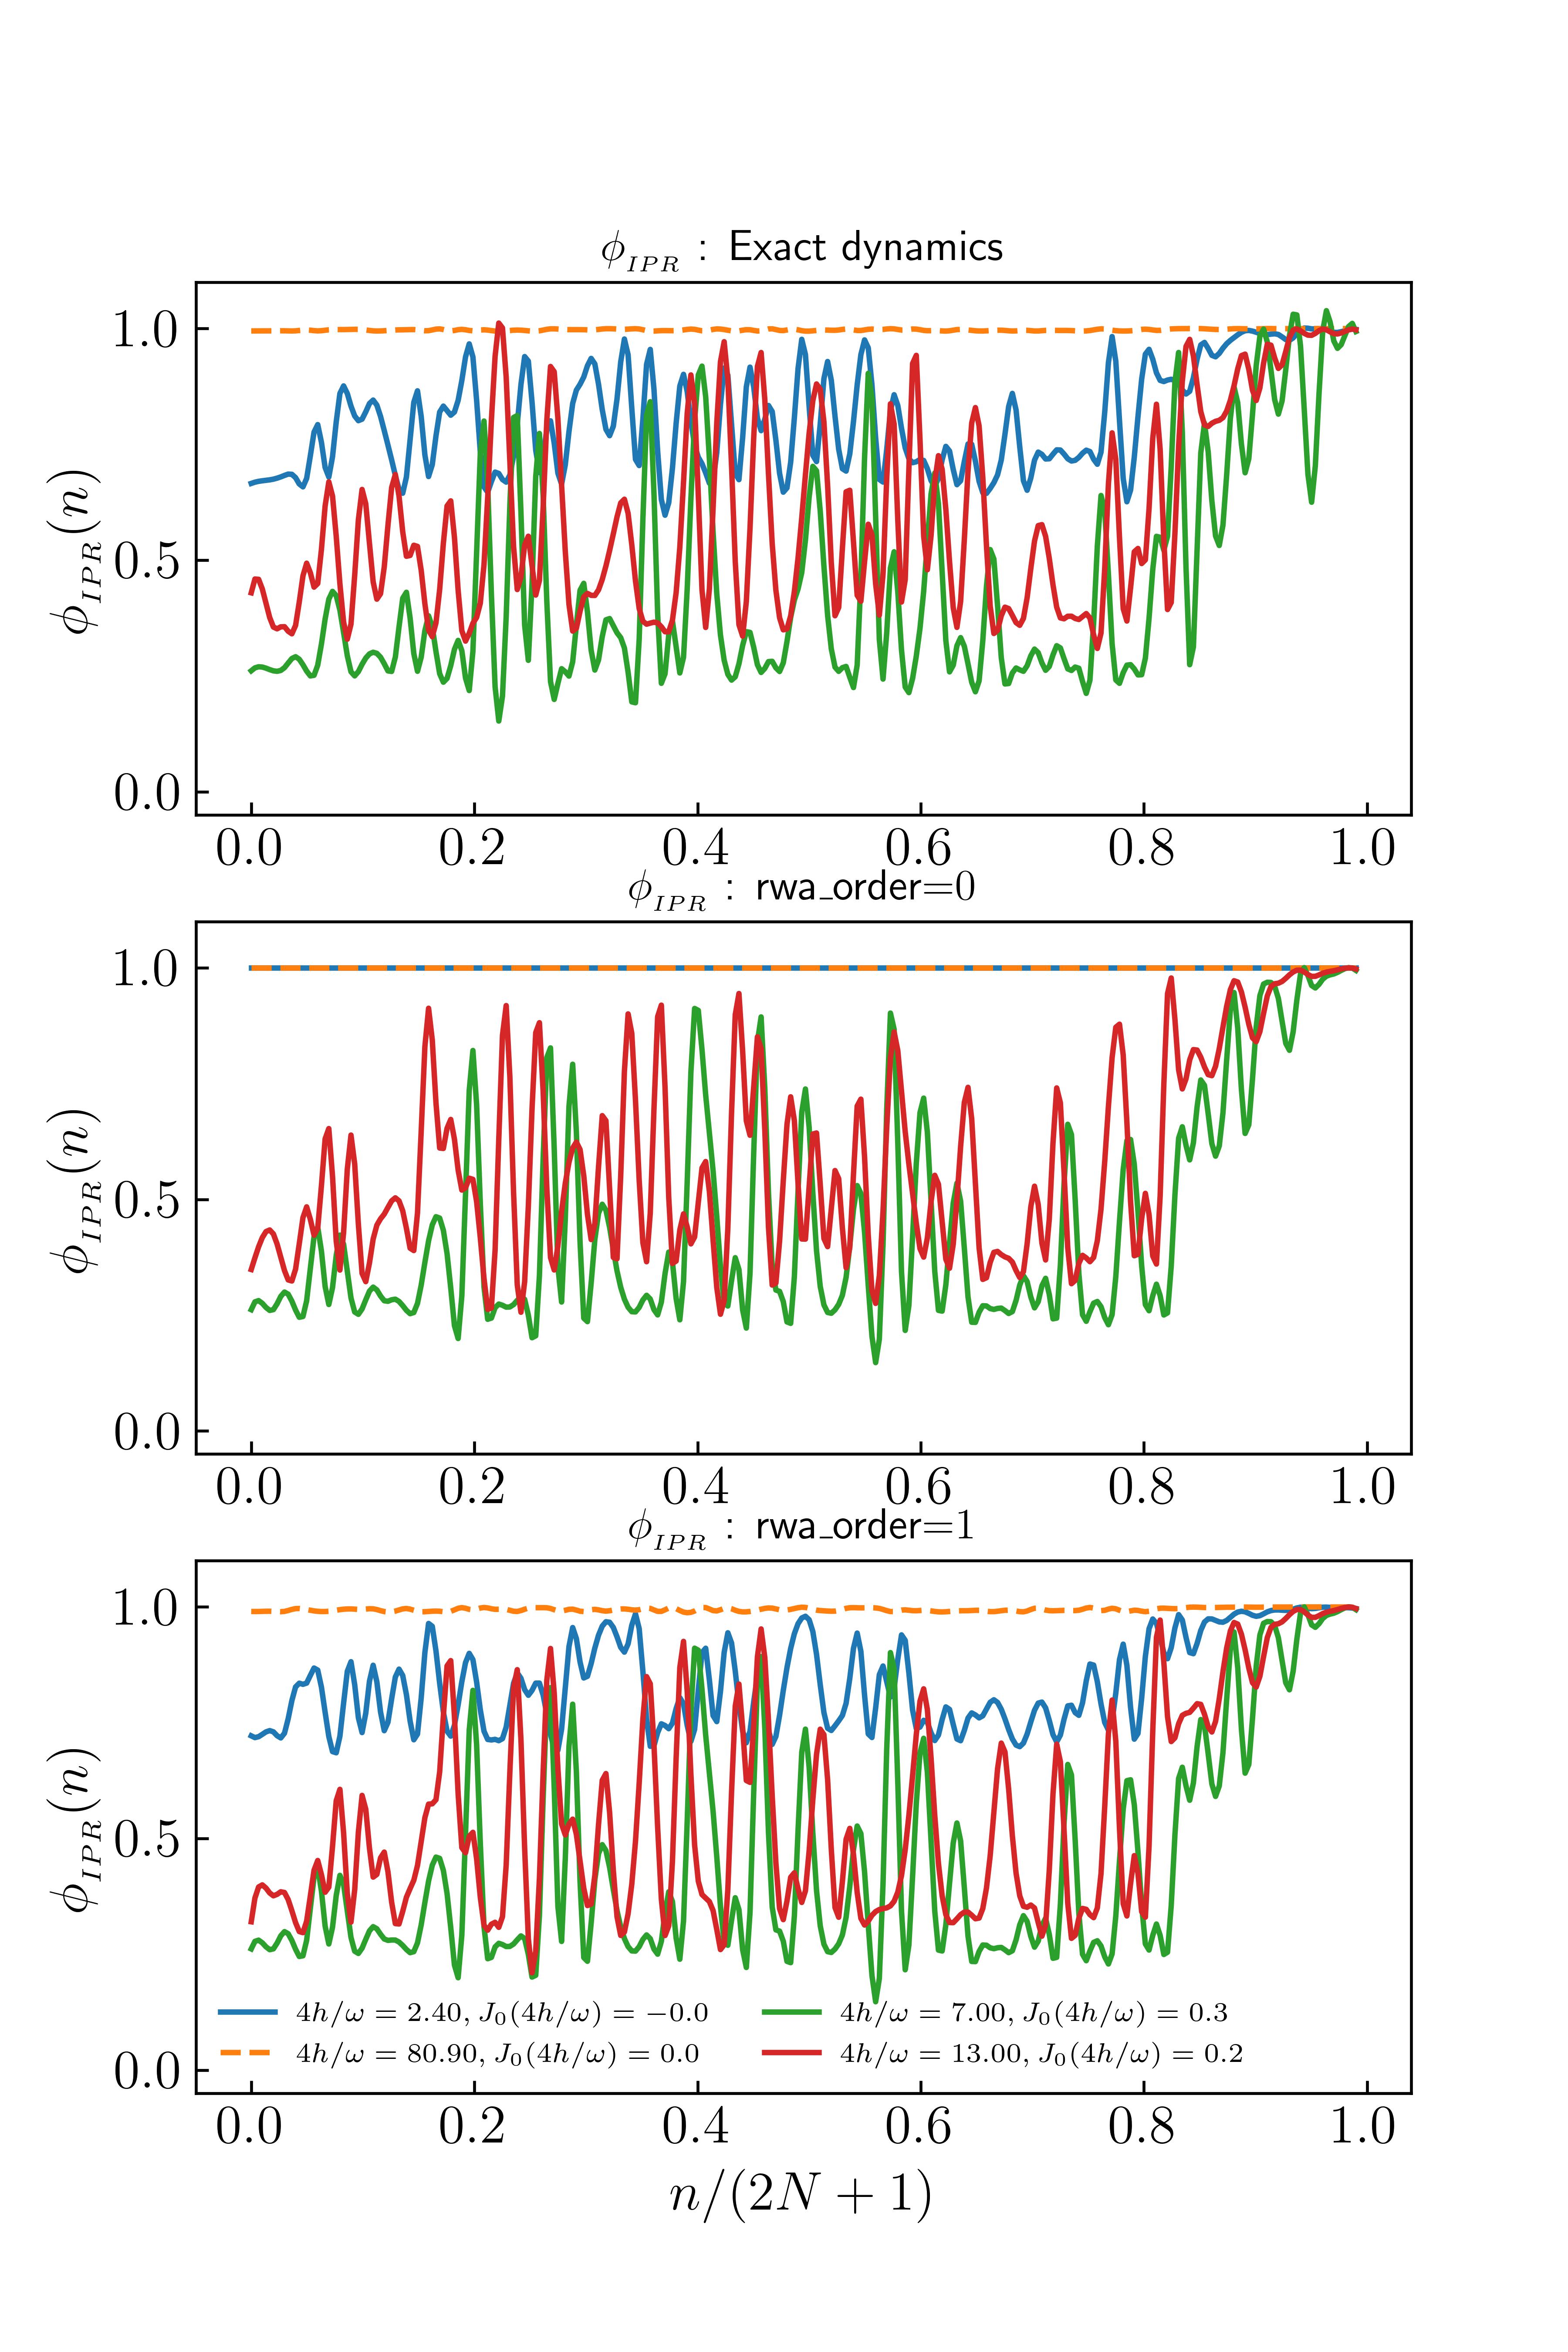 ϕ_IPR : Exact dynamics
ϕ_IPR(n)
1.0
0.5
0.0
0.0 0.2 0.4 0.6 0.8 1.0
ϕ_IPR : rwa_order=0
ϕ_IPR(n)
1.0
0.5
0.0
0.0 0.2 0.4 0.6 0.8 1.0
ϕ_IPR : rwa_order=1
ϕ_IPR(n)
1.0
0.5
0.0
4h/ω = 2.40, J_0(4h/ω) = −0.0
4h/ω = 80.90, J_0(4h/ω) = 0.0
4h/ω = 7.00, J_0(4h/ω) = 0.3
4h/ω = 13.00, J_0(4h/ω) = 0.2
0.0 0.2 0.4 0.6 0.8 1.0
n/(2N + 1)